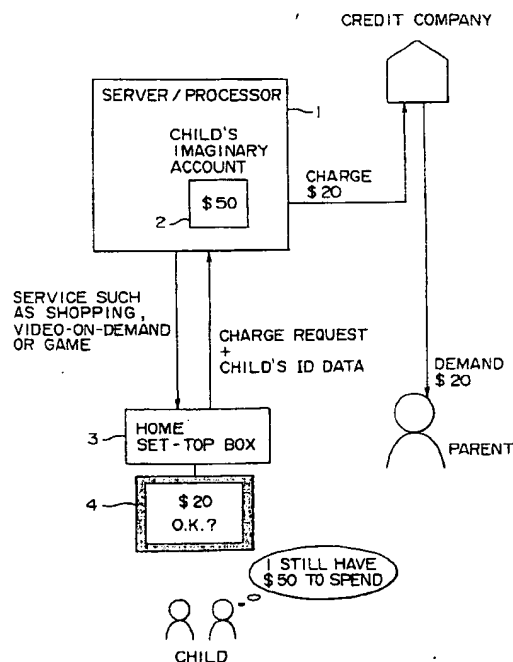 CREDIT COMPANY
SERVER/PROCESSOR
1
CHILD'S
IMAGINARY
ACCOUNT
2
$50
CHARGE
$20
SERVICE SUCH
AS SHOPPING,
VIDEO-ON-DEMAND
OR GAME
CHARGE REQUEST
+
CHILD'S ID DATA
DEMAND
$20
PARENT
3
HOME
SET-TOP BOX
4
$20
O.K.?
I STILL HAVE
$50 TO SPEND
CHILD